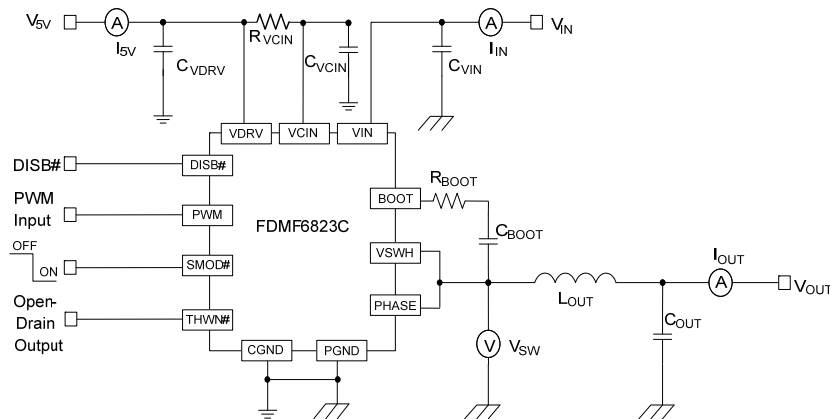 V5V
A
I5V
CVDRV
RVCIN
CVCIN
CVIN
A
IIN
VIN
VDRV
VCIN
VIN
DISB#
DISB#
PWM
Input
PWM
OFF
ON
SMOD#
Open-
Drain
Output
THWN#
FDMF6823C
BOOT
RBOOT
CBOOT
VSWH
PHASE
V
VSW
LOUT
COUT
IOUT
A
VOUT
CGND
PGND